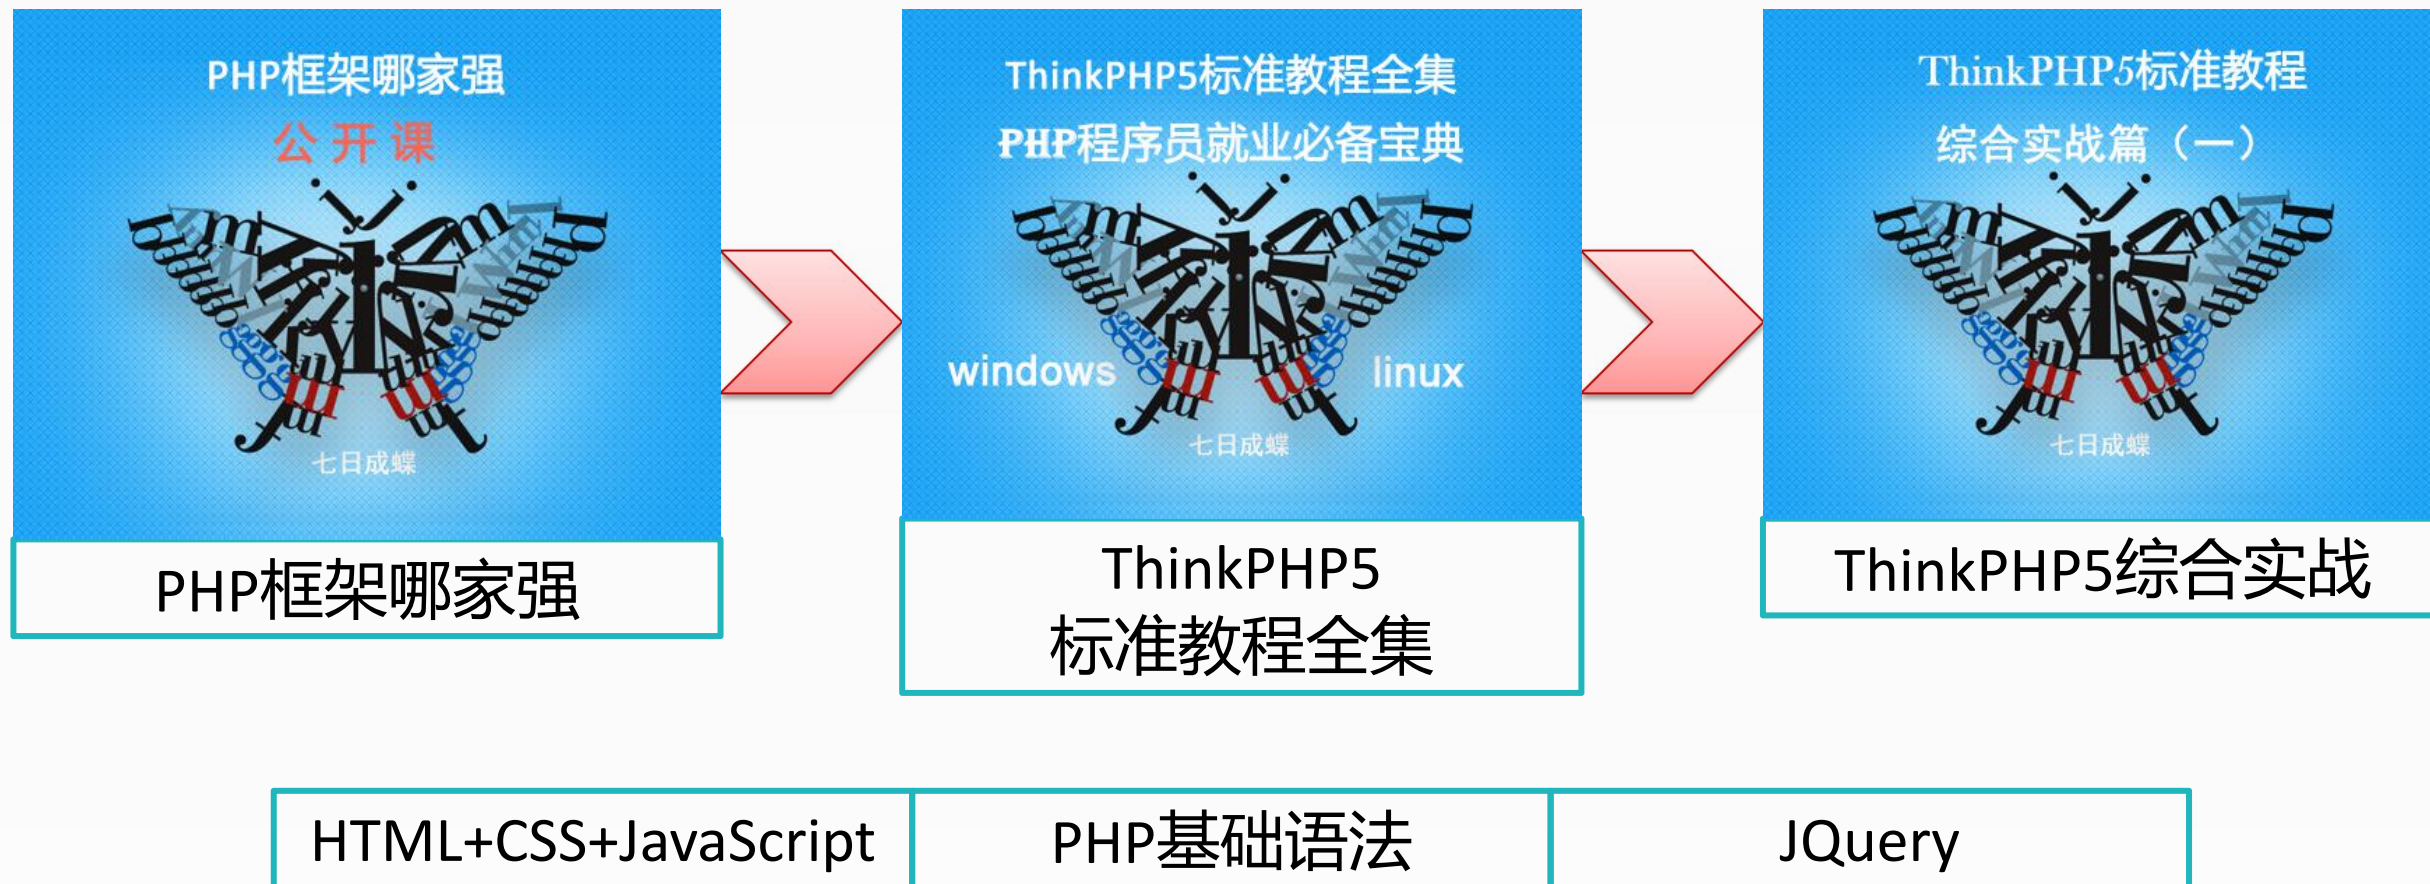 PHP框架哪家强
公开课
七日成蝶
PHP框架哪家强
ThinkPHP5标准教程全集
PHP程序员就业必备宝典
windows
linux
七日成蝶
ThinkPHP5
标准教程全集
ThinkPHP5标准教程
综合实战篇（一）
七日成蝶
ThinkPHP5综合实战
HTML+CSS+JavaScript
PHP基础语法
JQuery